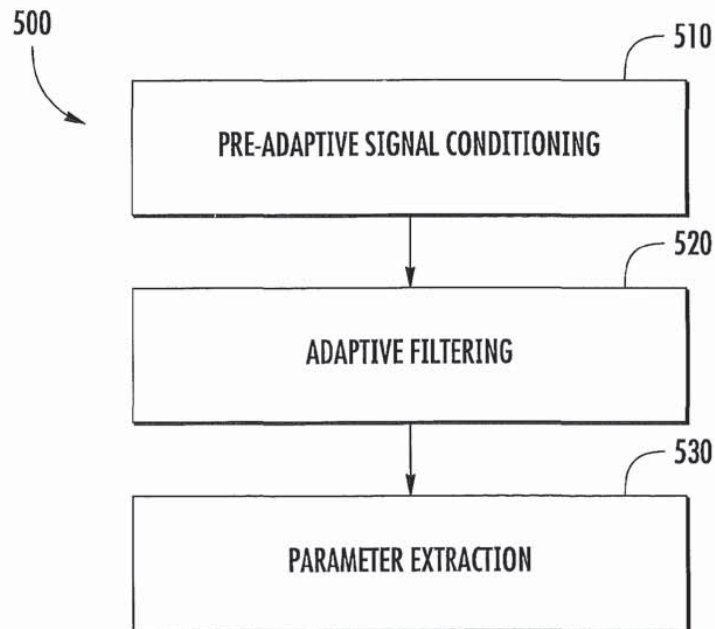 500
510
PRE-ADAPTIVE SIGNAL CONDITIONING
520
ADAPTIVE FILTERING
530
PARAMETER EXTRACTION